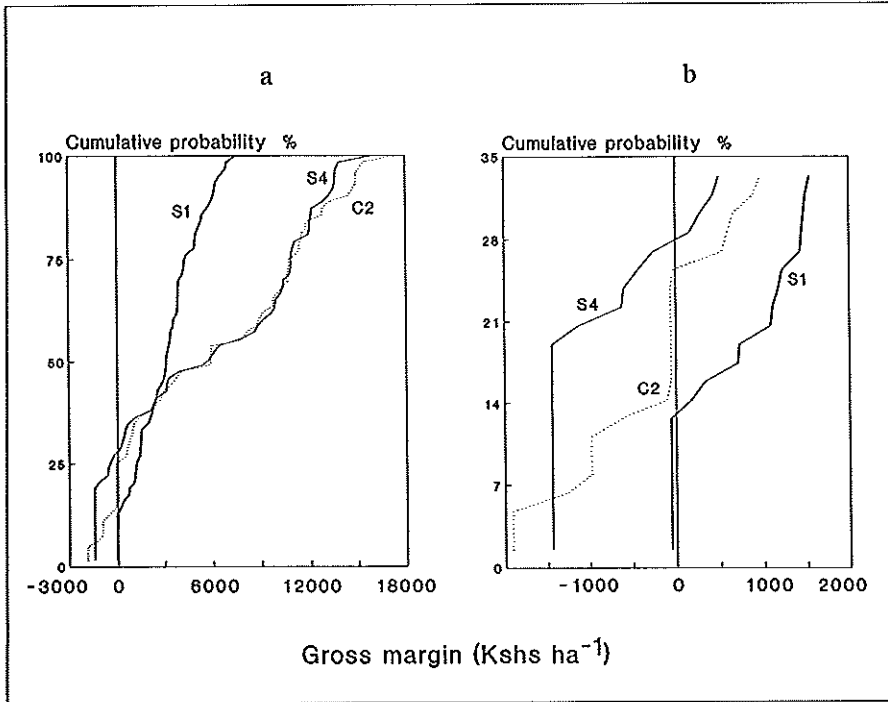 a
b
Cumulative probability %
Cumulative probability %
100
75
50
25
0
S1
S4
C2
-3000 0 6000 12000 18000
35
28
21
14
7
0
S4
C2
S1
-1000 0 1000 2000
Gross margin (Kshs ha⁻¹)